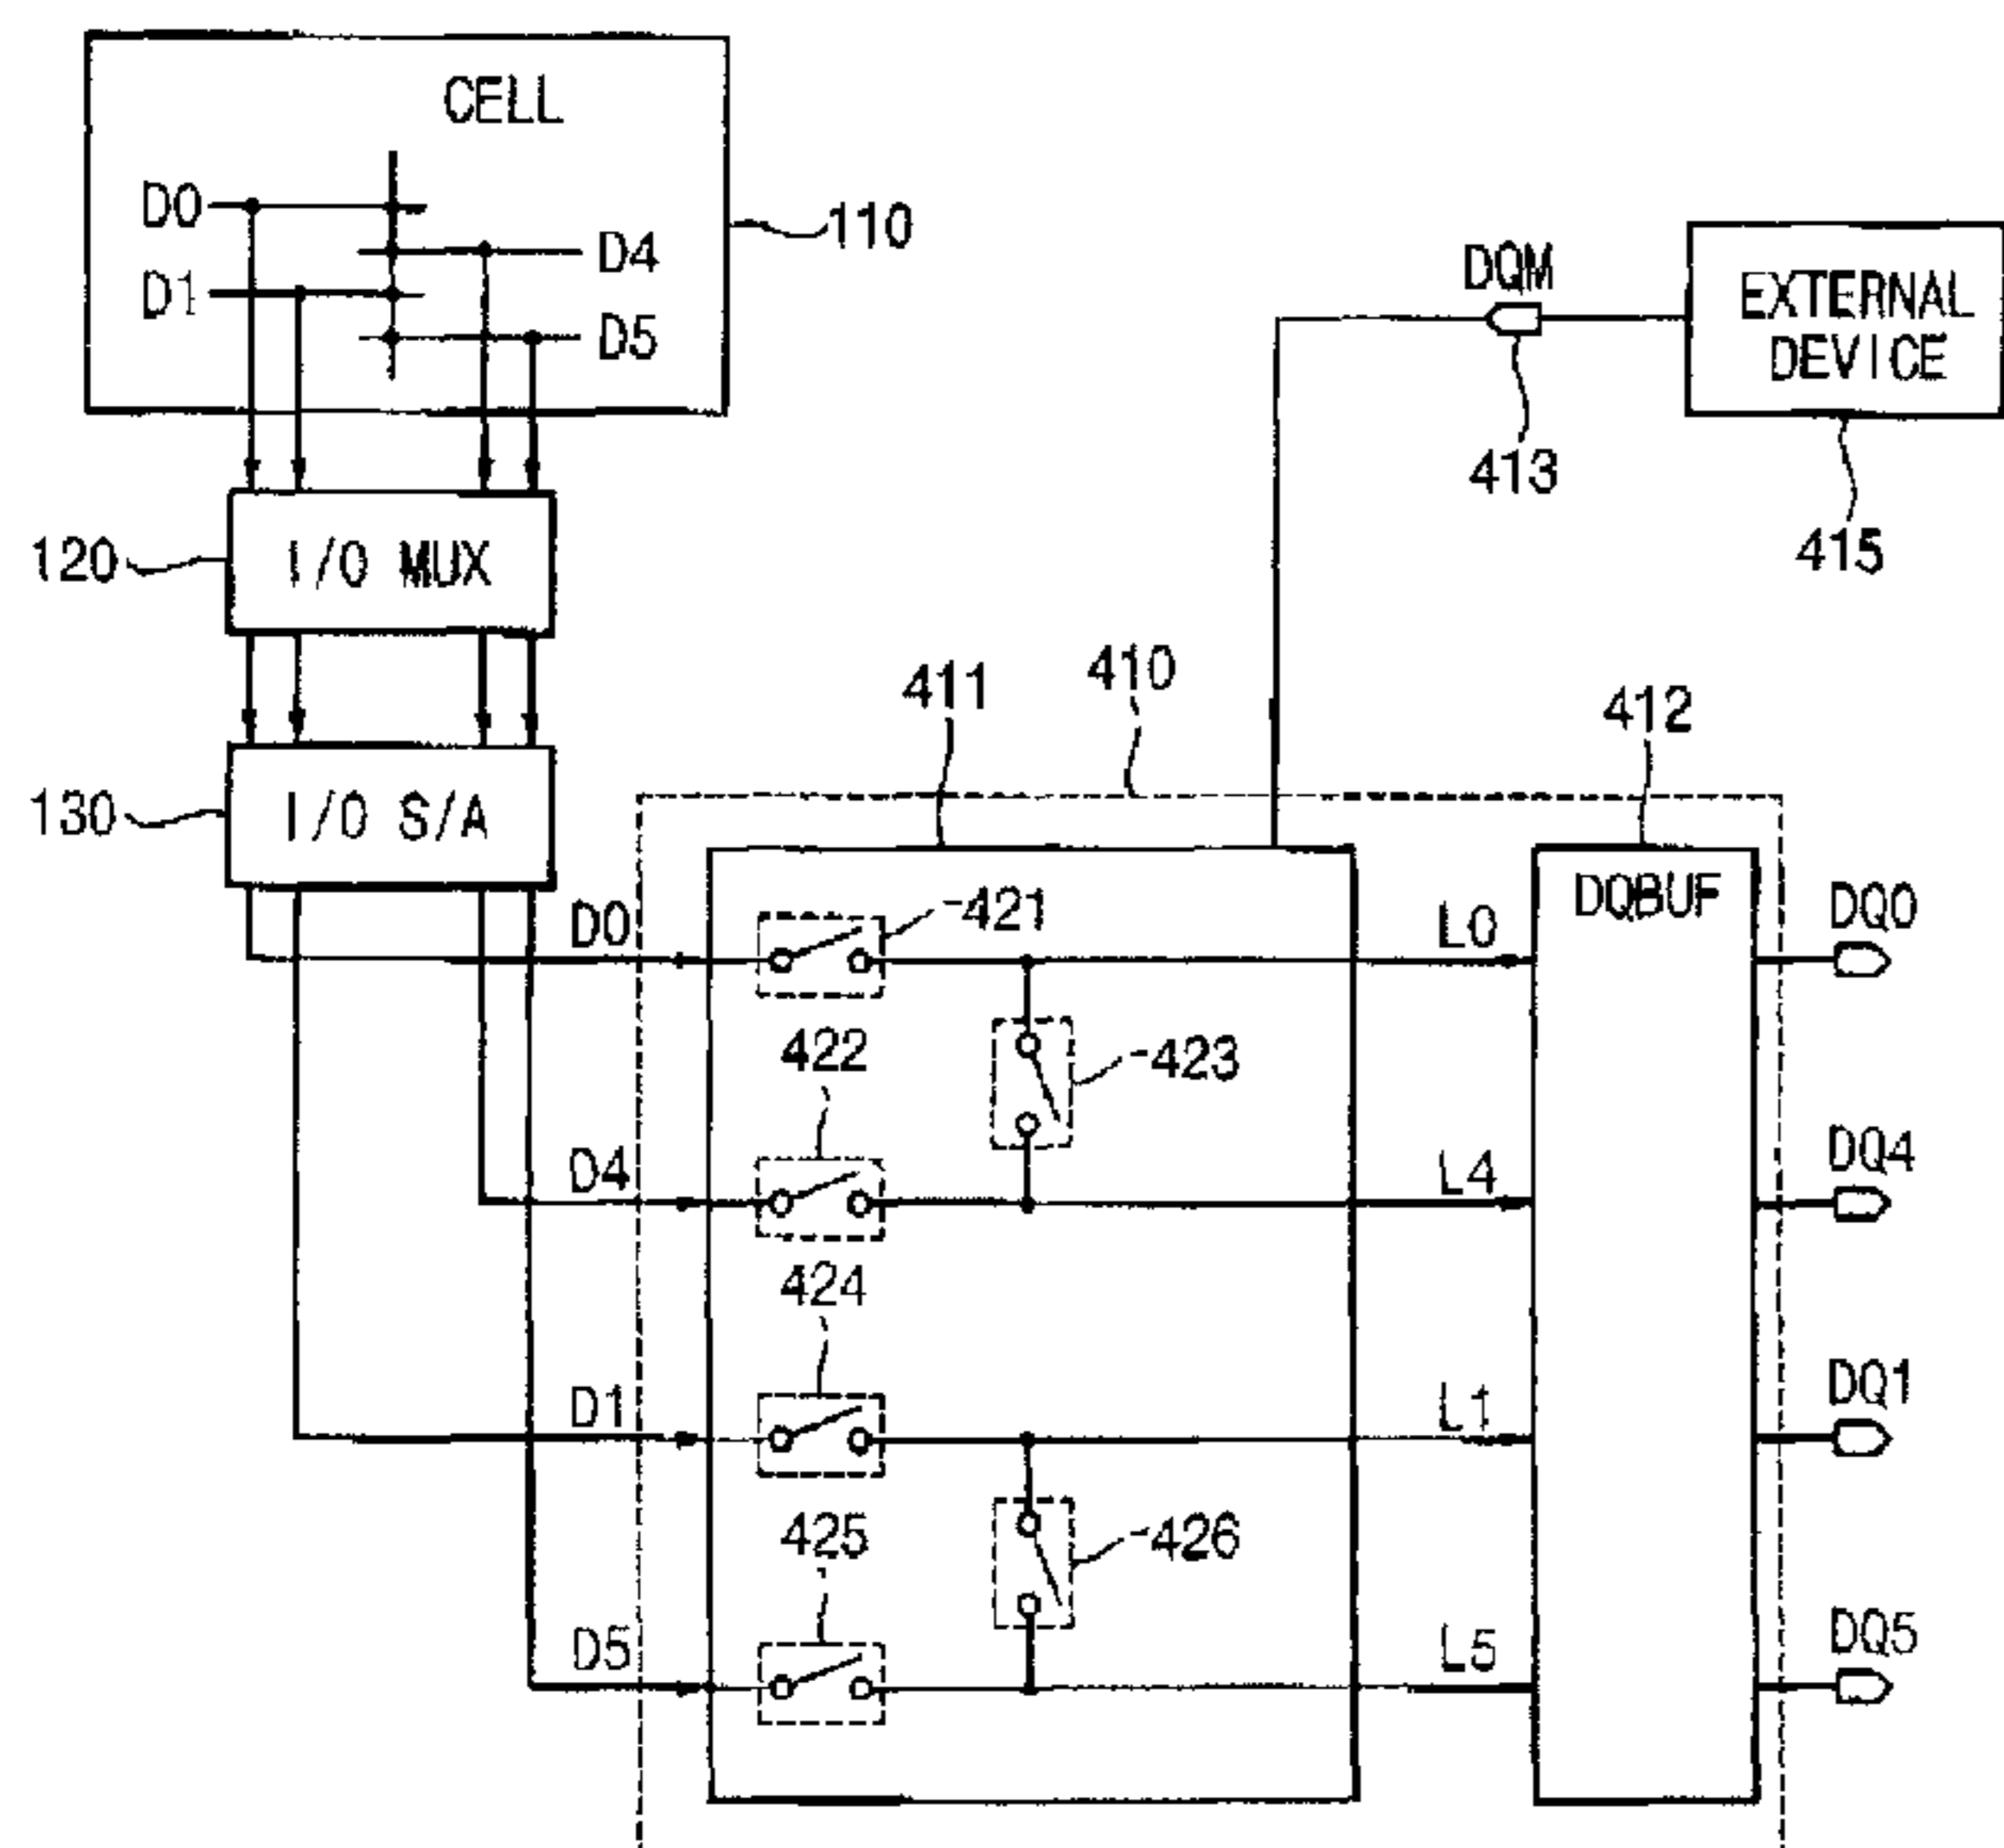 CELL
D0
D4
D1
D5
110
DQM
EXTERNAL
DEVICE
413
415
120
I/O MUX
411
410
412
130
I/O S/A
DQBUF
D0
421
L0
DQ0
422
423
D4
L4
DQ4
424
D1
L1
DQ1
425
426
D5
L5
DQ5